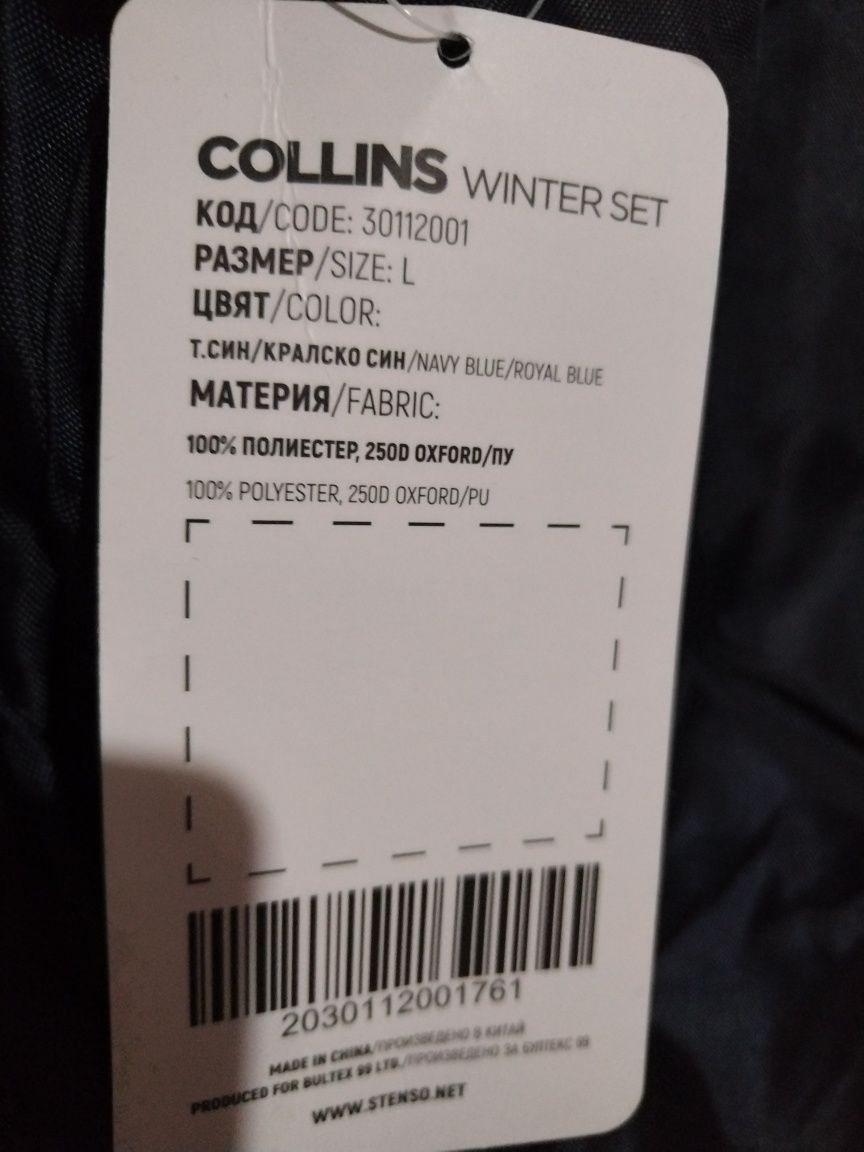 COLLINS WINTER SET
КОД/CODE: 30112001
РАЗМЕР/SIZE: L
ЦВЯТ/COLOR:
Т.СИН/КРАЛСКО СИН/NAVY BLUE/ROYAL BLUE
МАТЕРИЯ/FABRIC:
100% ПОЛИЕСТЕР, 250D OXFORD/ПУ
100% POLYESTER, 250D OXFORD/PU
2030112001761
MADE IN CHINA/ПРОИЗВЕДЕНО В КИТАЙ
PRODUCED FOR BULTEX 99 LTD./ПРОИЗВЕДЕНО ЗА БУЛТЕКС 99
WWW.STENSO.NET